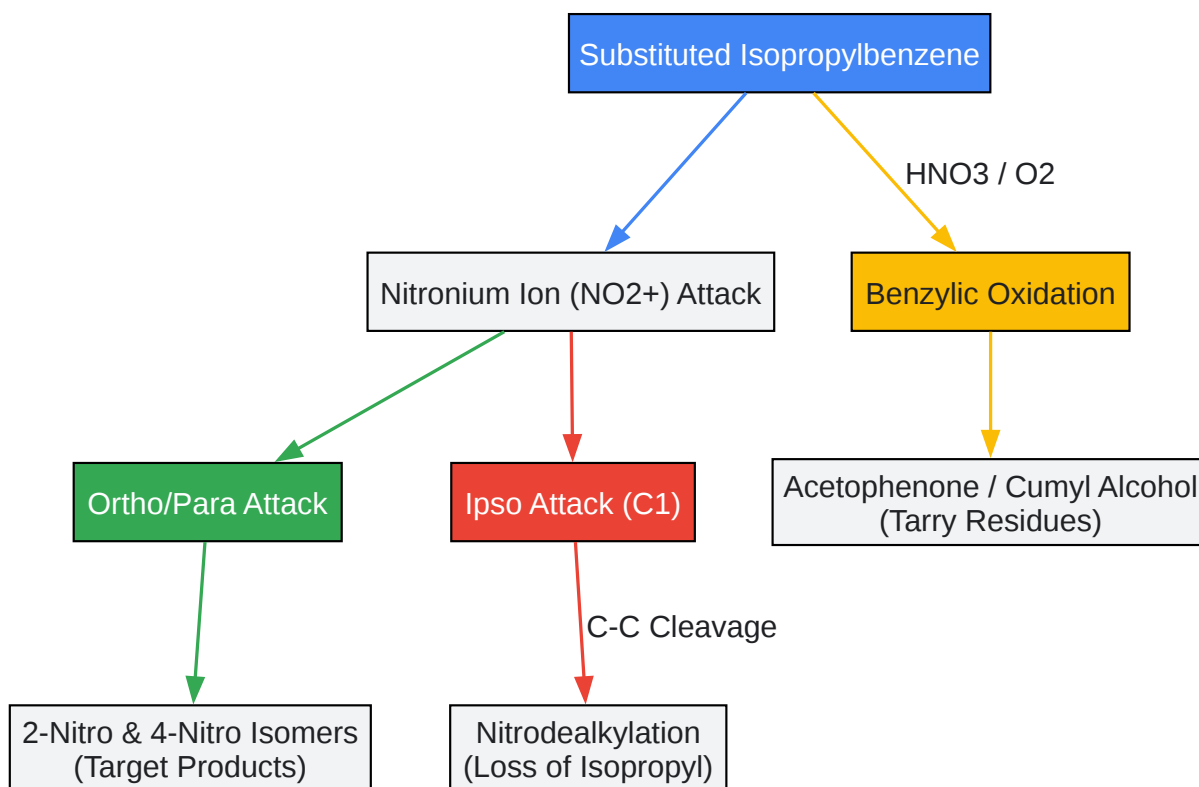 Substituted Isopropylbenzene
HNO3 / O2
Nitronium Ion (NO2+) Attack
Benzylic Oxidation
Ortho/Para Attack
Ipso Attack (C1)
Acetophenone / Cumyl Alcohol
(Tarry Residues)
C-C Cleavage
2-Nitro & 4-Nitro Isomers
(Target Products)
Nitrodealkylation
(Loss of Isopropyl)